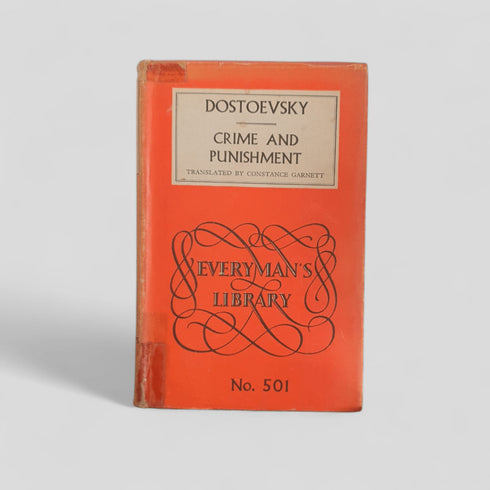 DOSTOEVSKY
CRIME AND
PUNISHMENT
TRANSLATED BY CONSTANCE GARNETT
EVERYMAN'S
LIBRARY
No. 501